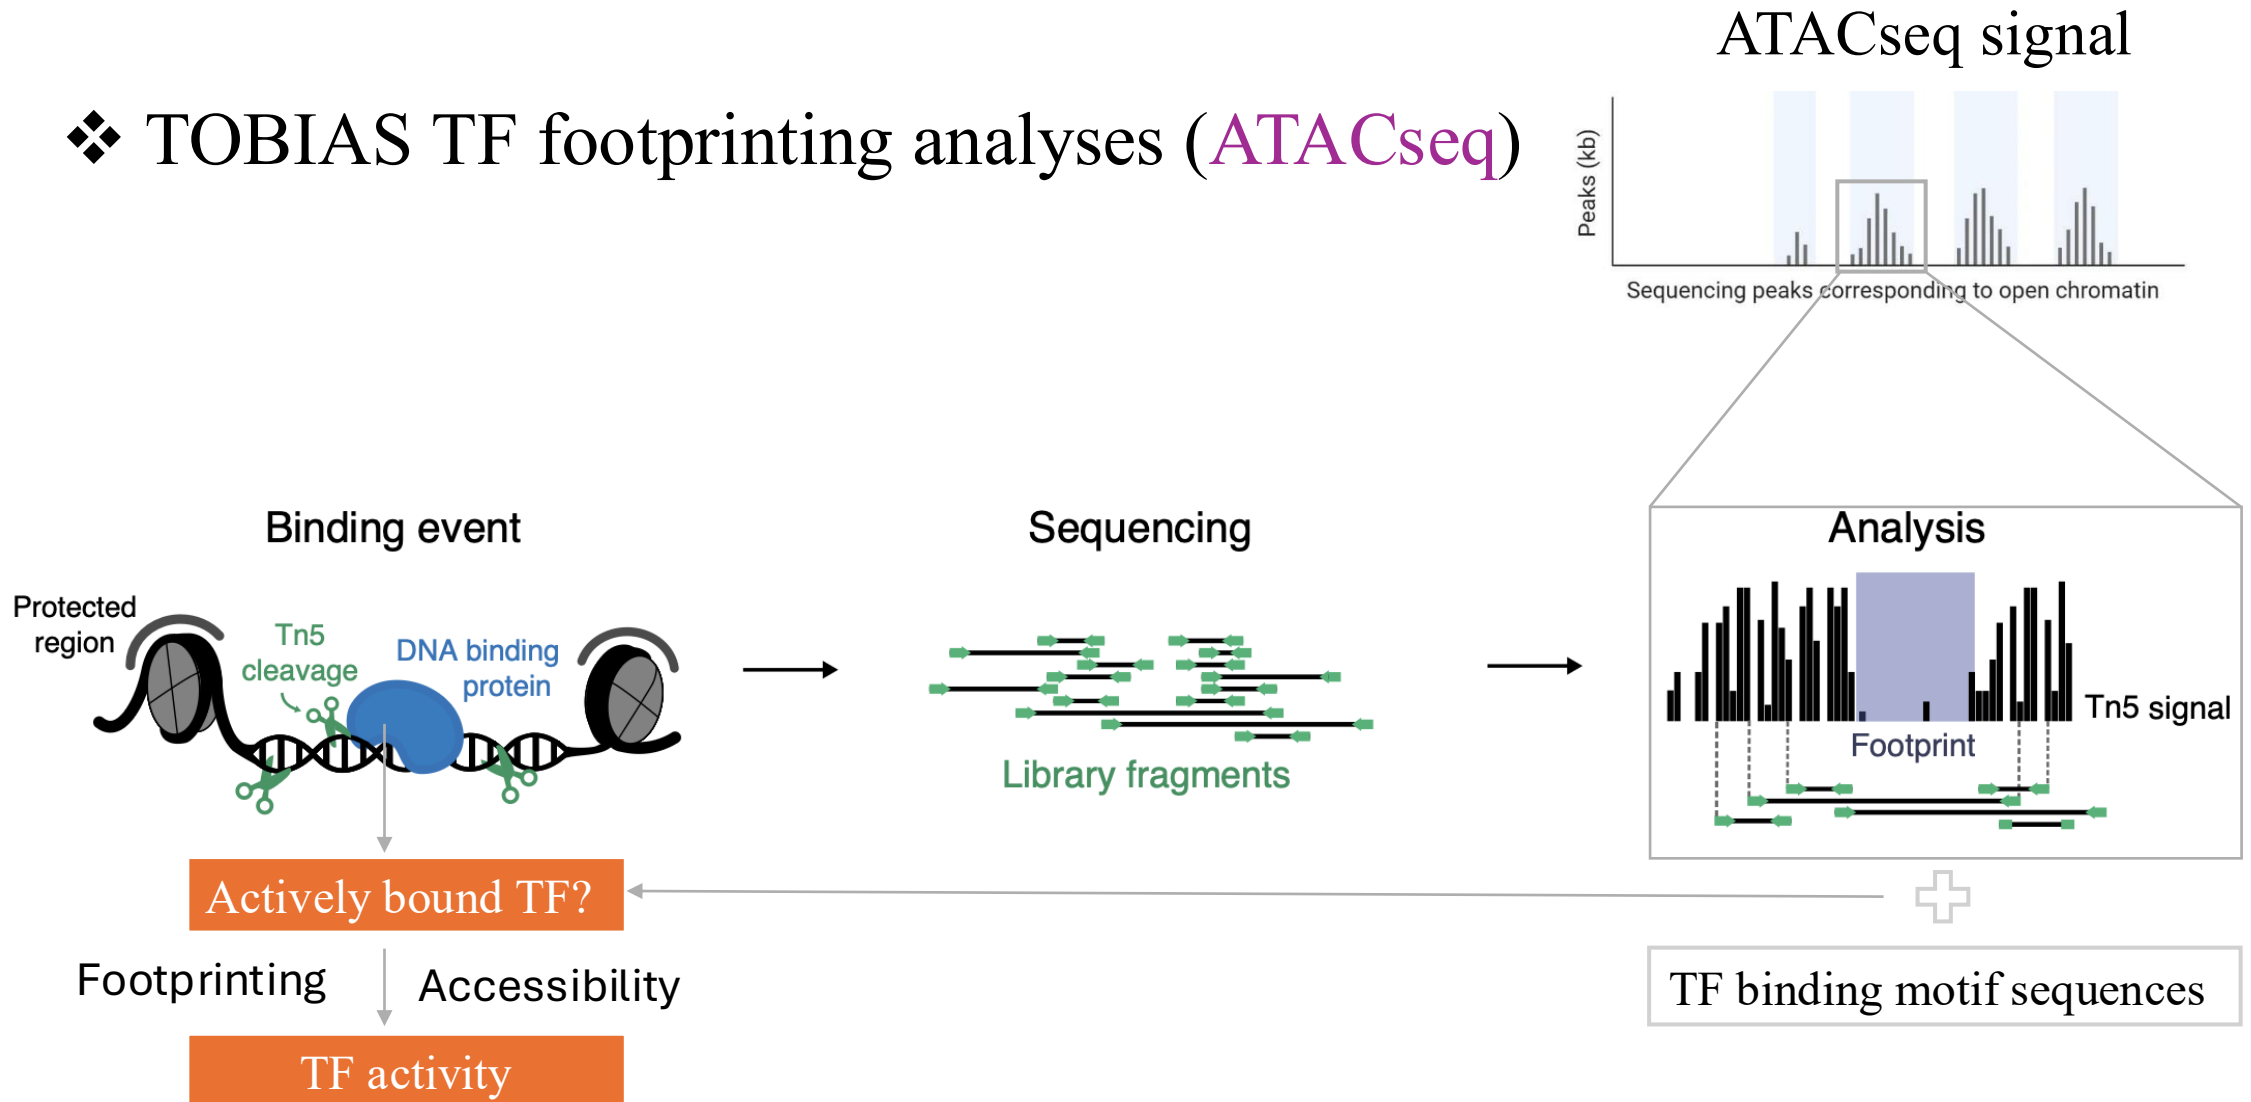 ATACseq signal
❖ TOBIAS TF footprinting analyses (ATACseq)
Peaks (kb)
Sequencing peaks corresponding to open chromatin
Binding event
Protected
region
Tn5
cleavage
DNA binding
protein
Sequencing
Library fragments
Analysis
Tn5 signal
Footprint
Actively bound TF?
Footprinting
Accessibility
TF activity
TF binding motif sequences